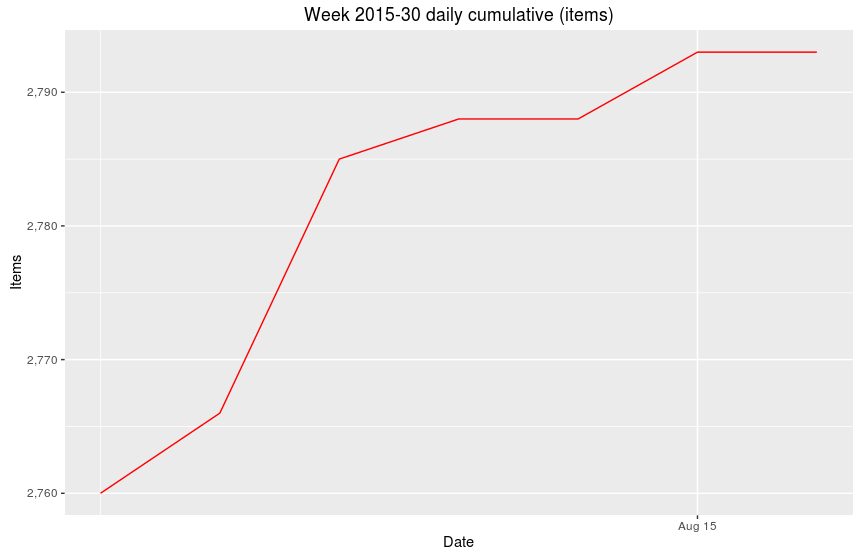 Week 2015-30 daily cumulative (items)
2,790
2,780
2,770
2,760
Items
Aug 15
Date